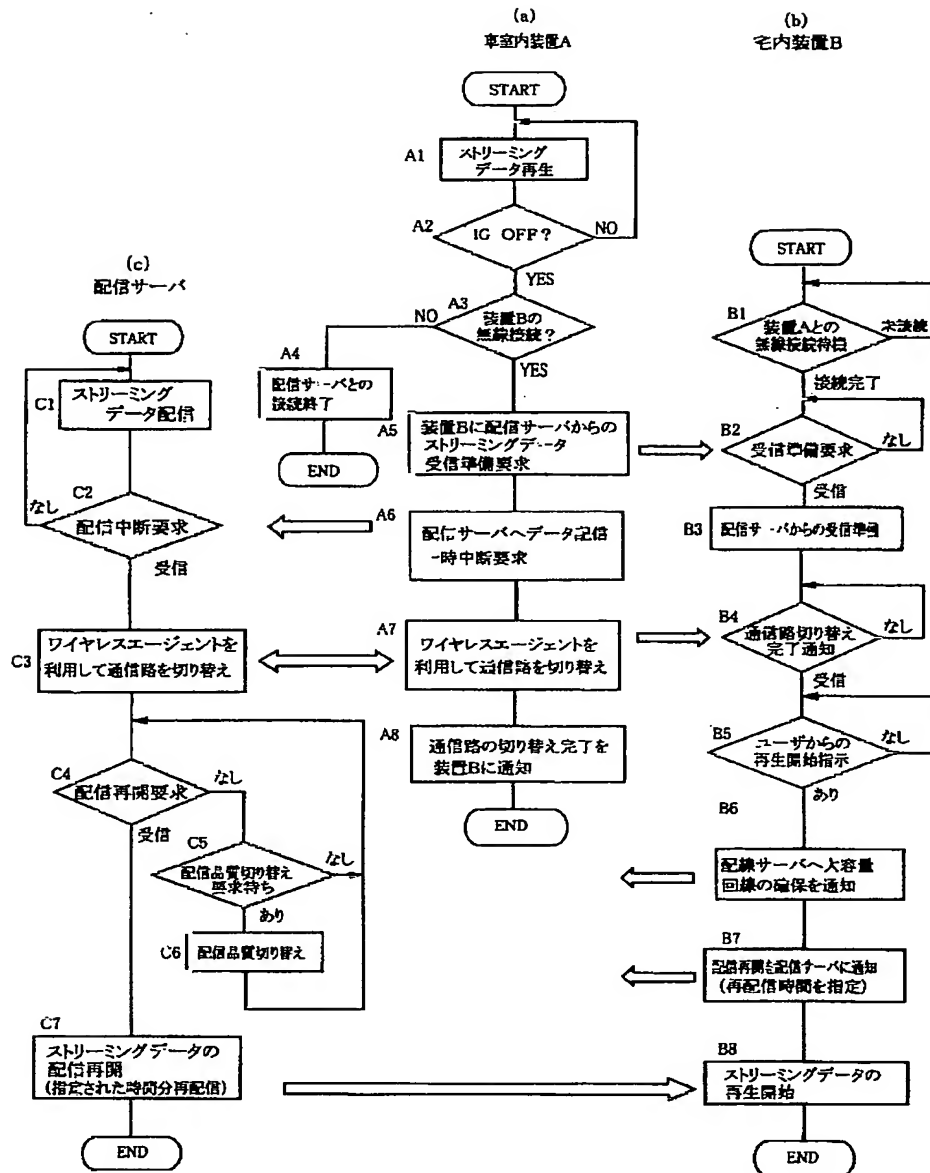 (a)
車室内装置A
START
A1
ストリーミング
データ再生
A2
IG OFF?
NO
YES
A3
装置Bの
無線接続?
NO
YES
A4
配信サーバとの
接続終了
END
A5
装置Bに配信サーバからの
ストリーミングデータ
受信準備要求
A6
配信サーバへデータ配信
一時中断要求
A7
ワイヤレスエージェントを
利用して通信路を切り替え
A8
通信路の切り替え完了を
装置Bに通知
END
(b)
宅内装置B
START
B1
装置Aとの
無線接続待機
未接続
接続完了
B2
受信準備要求
なし
受信
B3
配信サーバからの受信準備
B4
通信路切り替え
完了通知
なし
受信
B5
ユーザからの
再生開始指示
なし
あり
B6
配線サーバへ大容量
回線の確保を通知
B7
配信再開を配信サーバに通知
(再配信時間を指定)
B8
ストリーミングデータの
再生開始
END
(c)
配信サーバ
START
C1
ストリーミング
データ配信
C2
なし
配信中断要求
受信
C3
ワイヤレスエージェントを
利用して通信路を切り替え
C4
配信再開要求
なし
受信
C5
配信品質切り替え
要求待ち
なし
あり
C6
配信品質切り替え
C7
ストリーミングデータの
配信再開
(指定された時間分再配信)
END